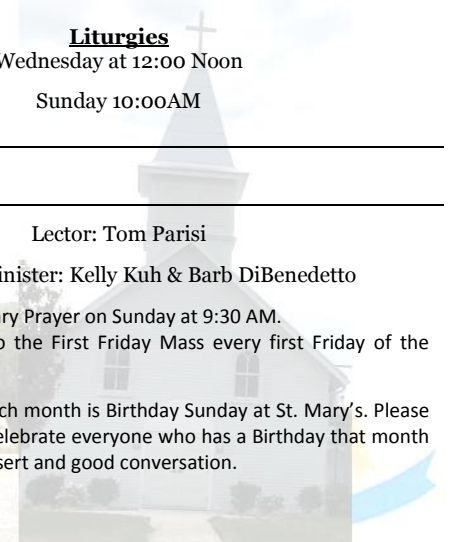 Liturgies
Wednesday at 12:00 Noon
Sunday 10:00AM
Lector: Tom Parisi
inister: Kelly Kuh & Barb DiBenedetto
ary Prayer on Sunday at 9:30 AM.
o the First Friday Mass every first Friday of the
ch month is Birthday Sunday at St. Mary's. Please
elebrate everyone who has a Birthday that month
sert and good conversation.